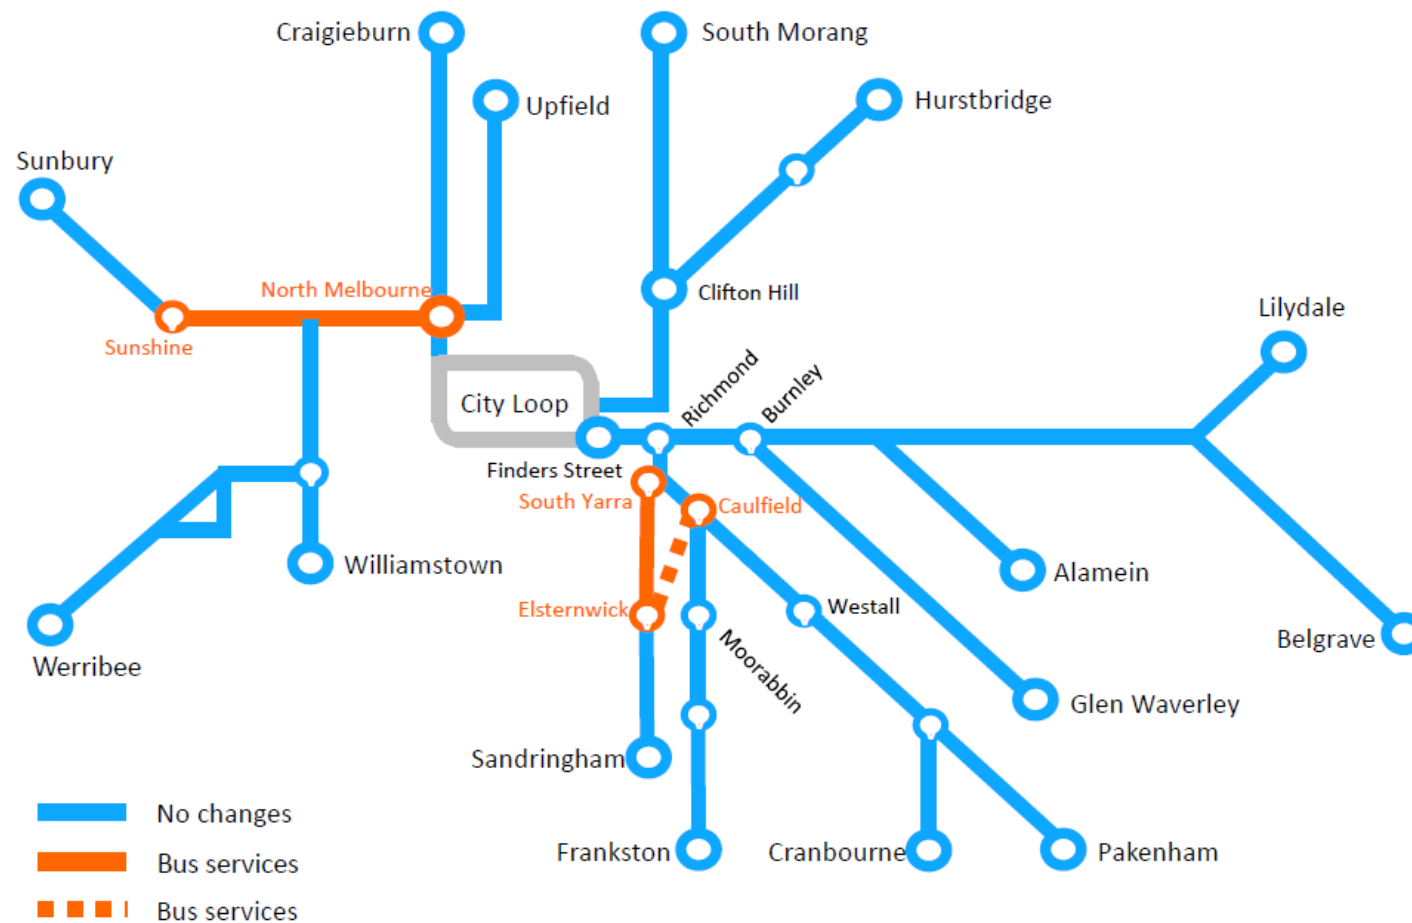 Craigieburn
South Morang
Upfield
Hurstbridge
Sunbury
North Melbourne
Clifton Hill
Sunshine
Lilydale
Richmond
Burnley
City Loop
Finders Street
South Yarra
Caulfield
Williamstown
Alamein
Elsternwick
Westall
Moorabbin
Werribee
Belgrave
Glen Waverley
Sandringham
Frankston
Cranbourne
Pakenham
No changes
Bus services
Bus services